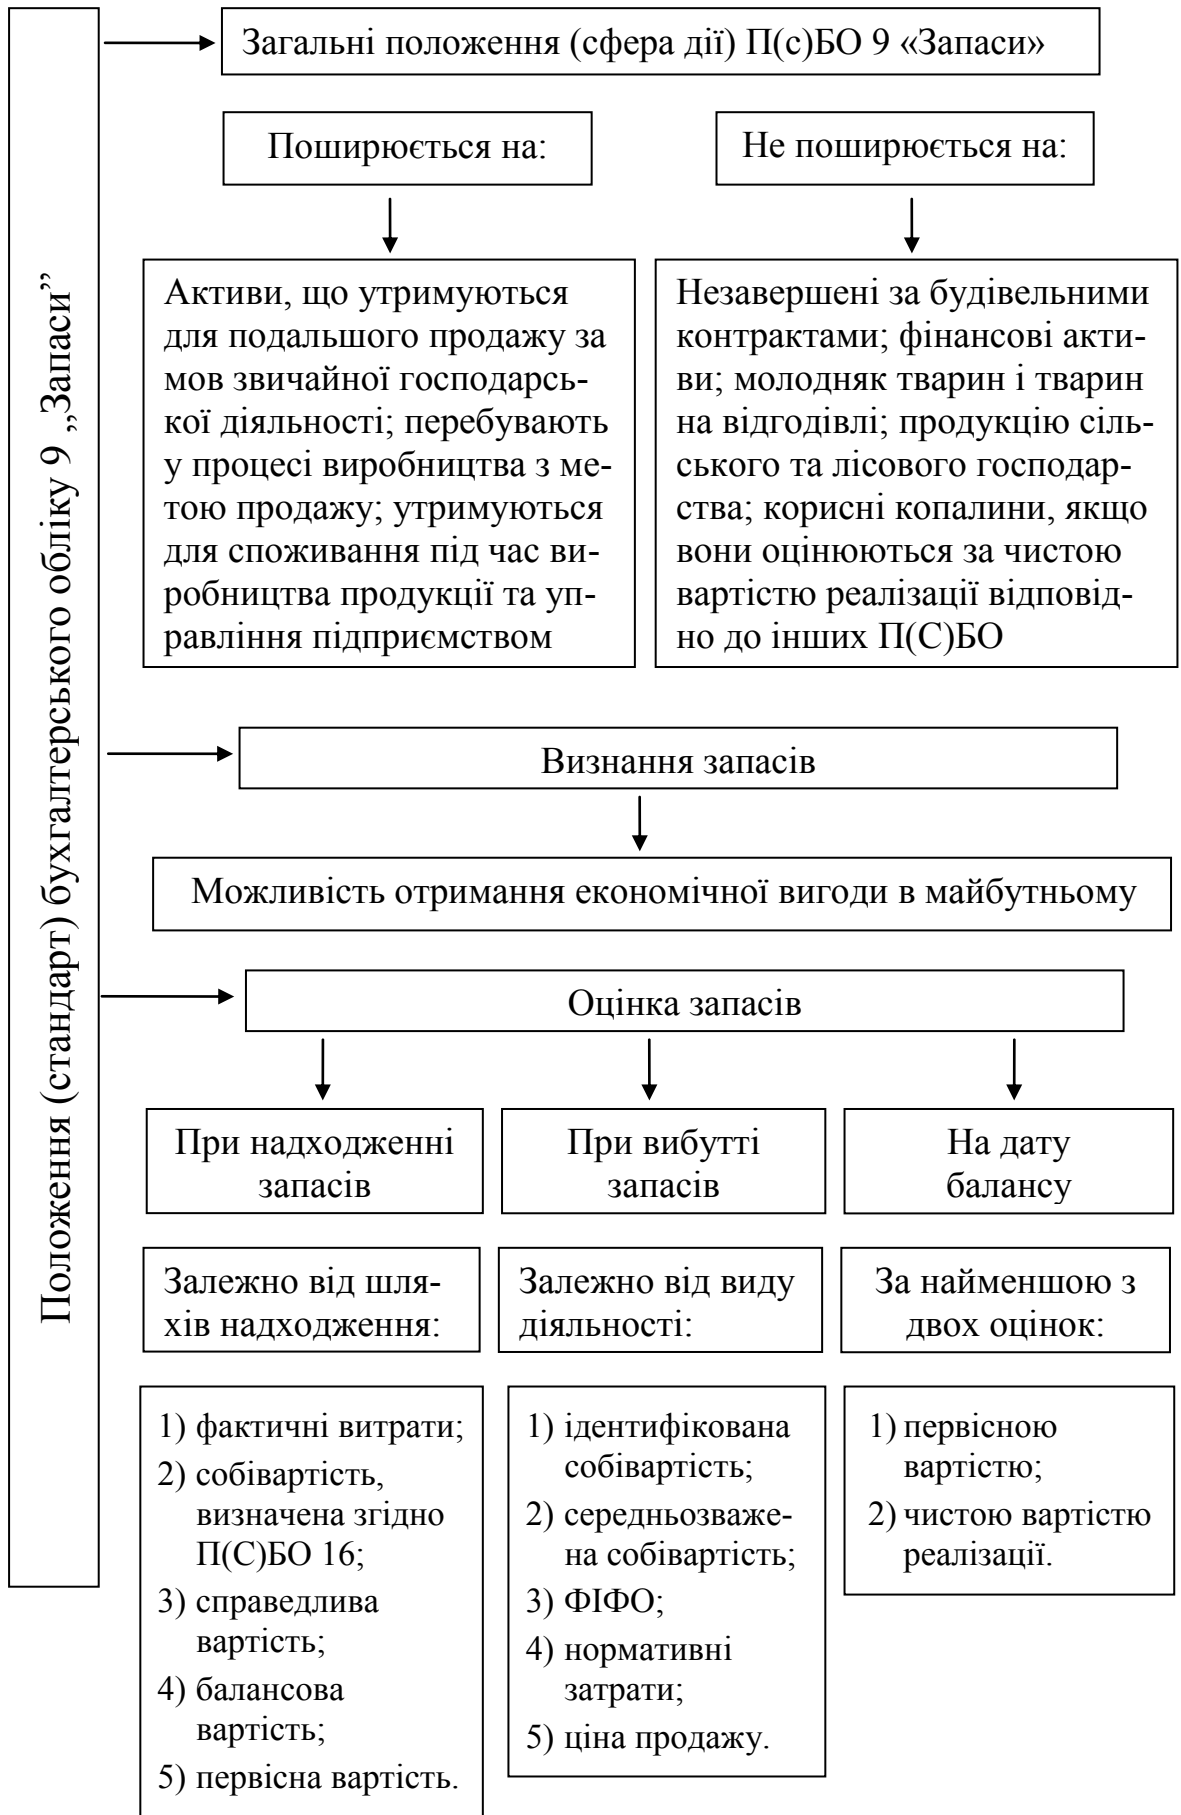 Положення (стандарт) бухгалтерського обліку 9 „Запаси”
Загальні положення (сфера дії) П(с)БО 9 «Запаси»
Поширюється на:
Не поширюється на:
Активи, що утримуються
для подальшого продажу за
мов звичайної господарсь-
кої діяльності; перебувають
у процесі виробництва з ме-
тою продажу; утримуються
для споживання під час ви-
робництва продукції та уп-
равління підприємством
Незавершені за будівельними
контрактами; фінансові акти-
ви; молодняк тварин і тварин
на відгодівлі; продукцію сіль-
ського та лісового господар-
ства; корисні копалини, якщо
вони оцінюються за чистою
вартістю реалізації відповід-
но до інших П(С)БО
Визнання запасів
Можливість отримання економічної вигоди в майбутньому
Оцінка запасів
При надходженні
запасів
При вибутті
запасів
На дату
балансу
Залежно від шля-
хів надходження:
Залежно від виду
діяльності:
За найменшою з
двох оцінок:
1) фактичні витрати;
2) собівартість,
визначена згідно
П(С)БО 16;
3) справедлива
вартість;
4) балансова
вартість;
5) первісна вартість.
1) ідентифікована
собівартість;
2) середньозваже-
на собівартість;
3) ФІФО;
4) нормативні
затрати;
5) ціна продажу.
1) первісною
вартістю;
2) чистою вартістю
реалізації.